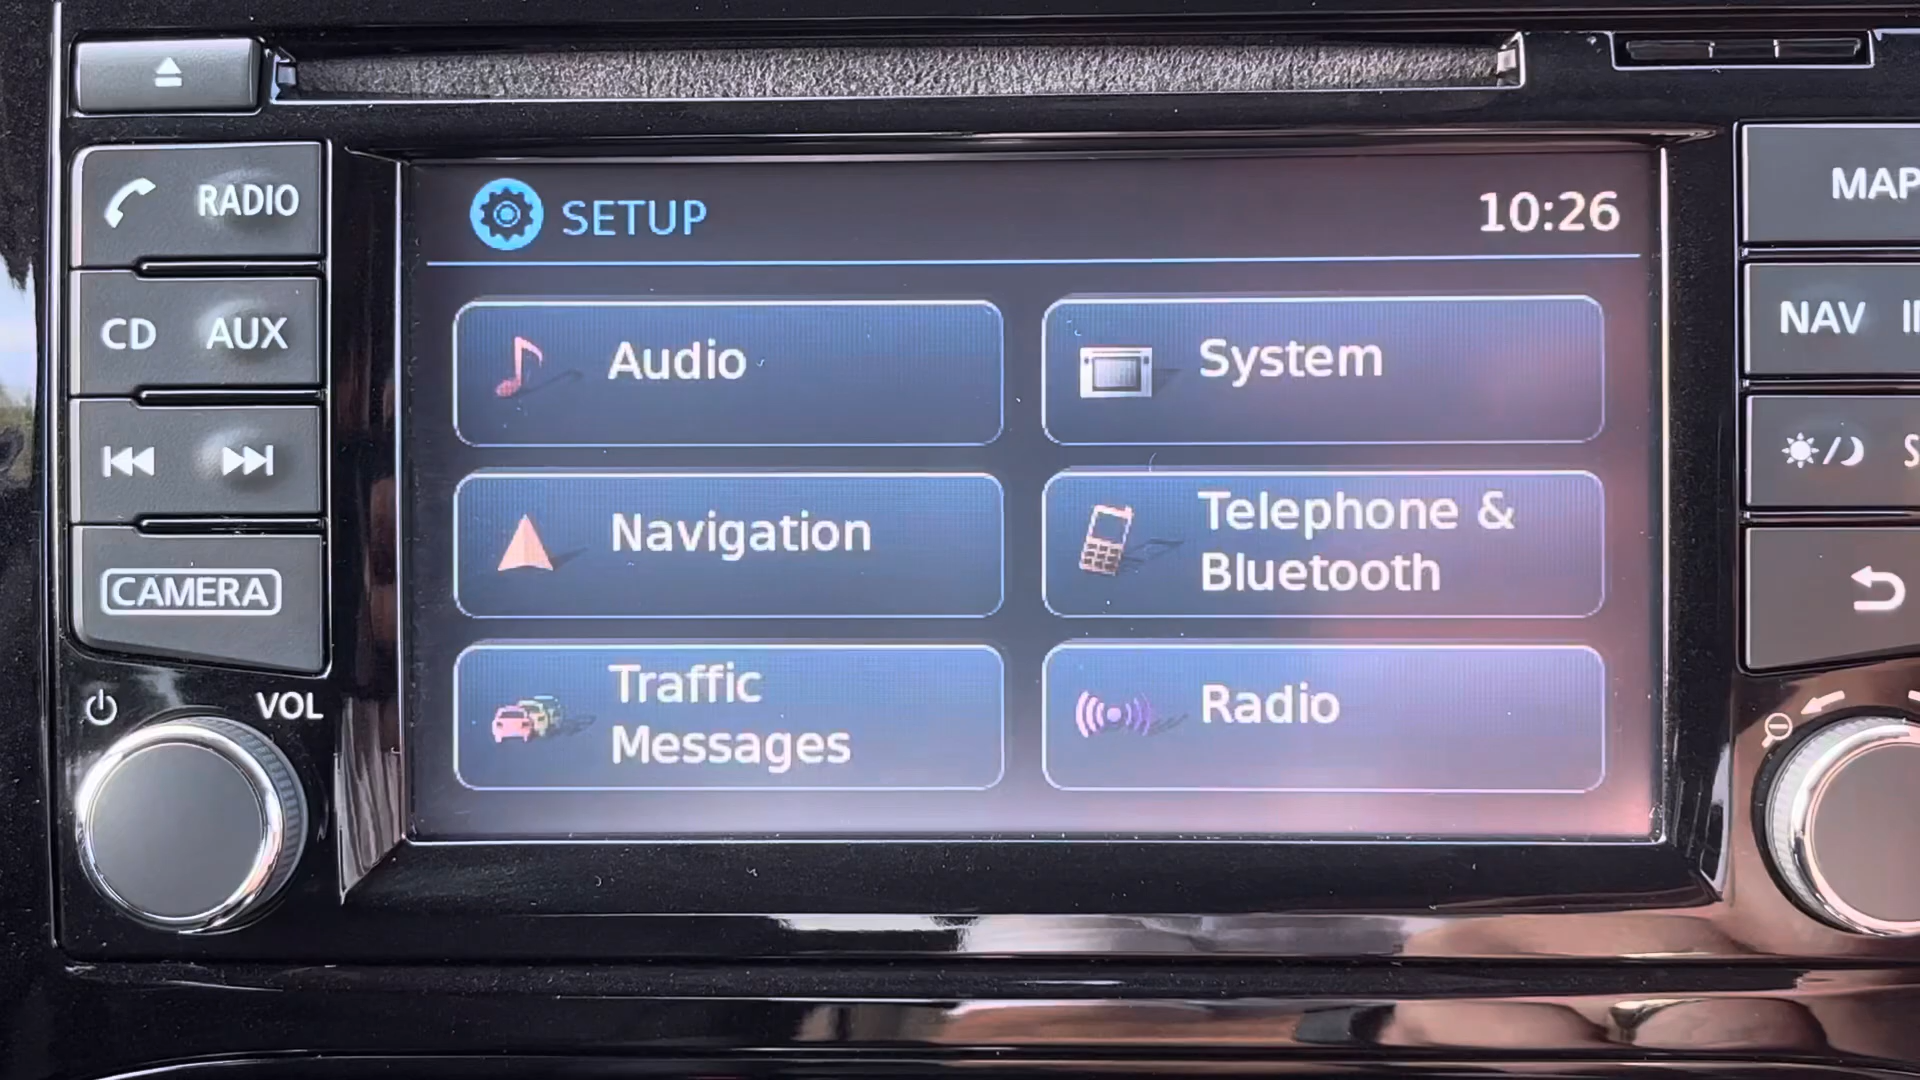 RADIO
CD AUX
CAMERA
VOL
SETUP
10:26
Audio
System
Navigation
Telephone &
Bluetooth
Traffic
Messages
Radio
MAP
NAV